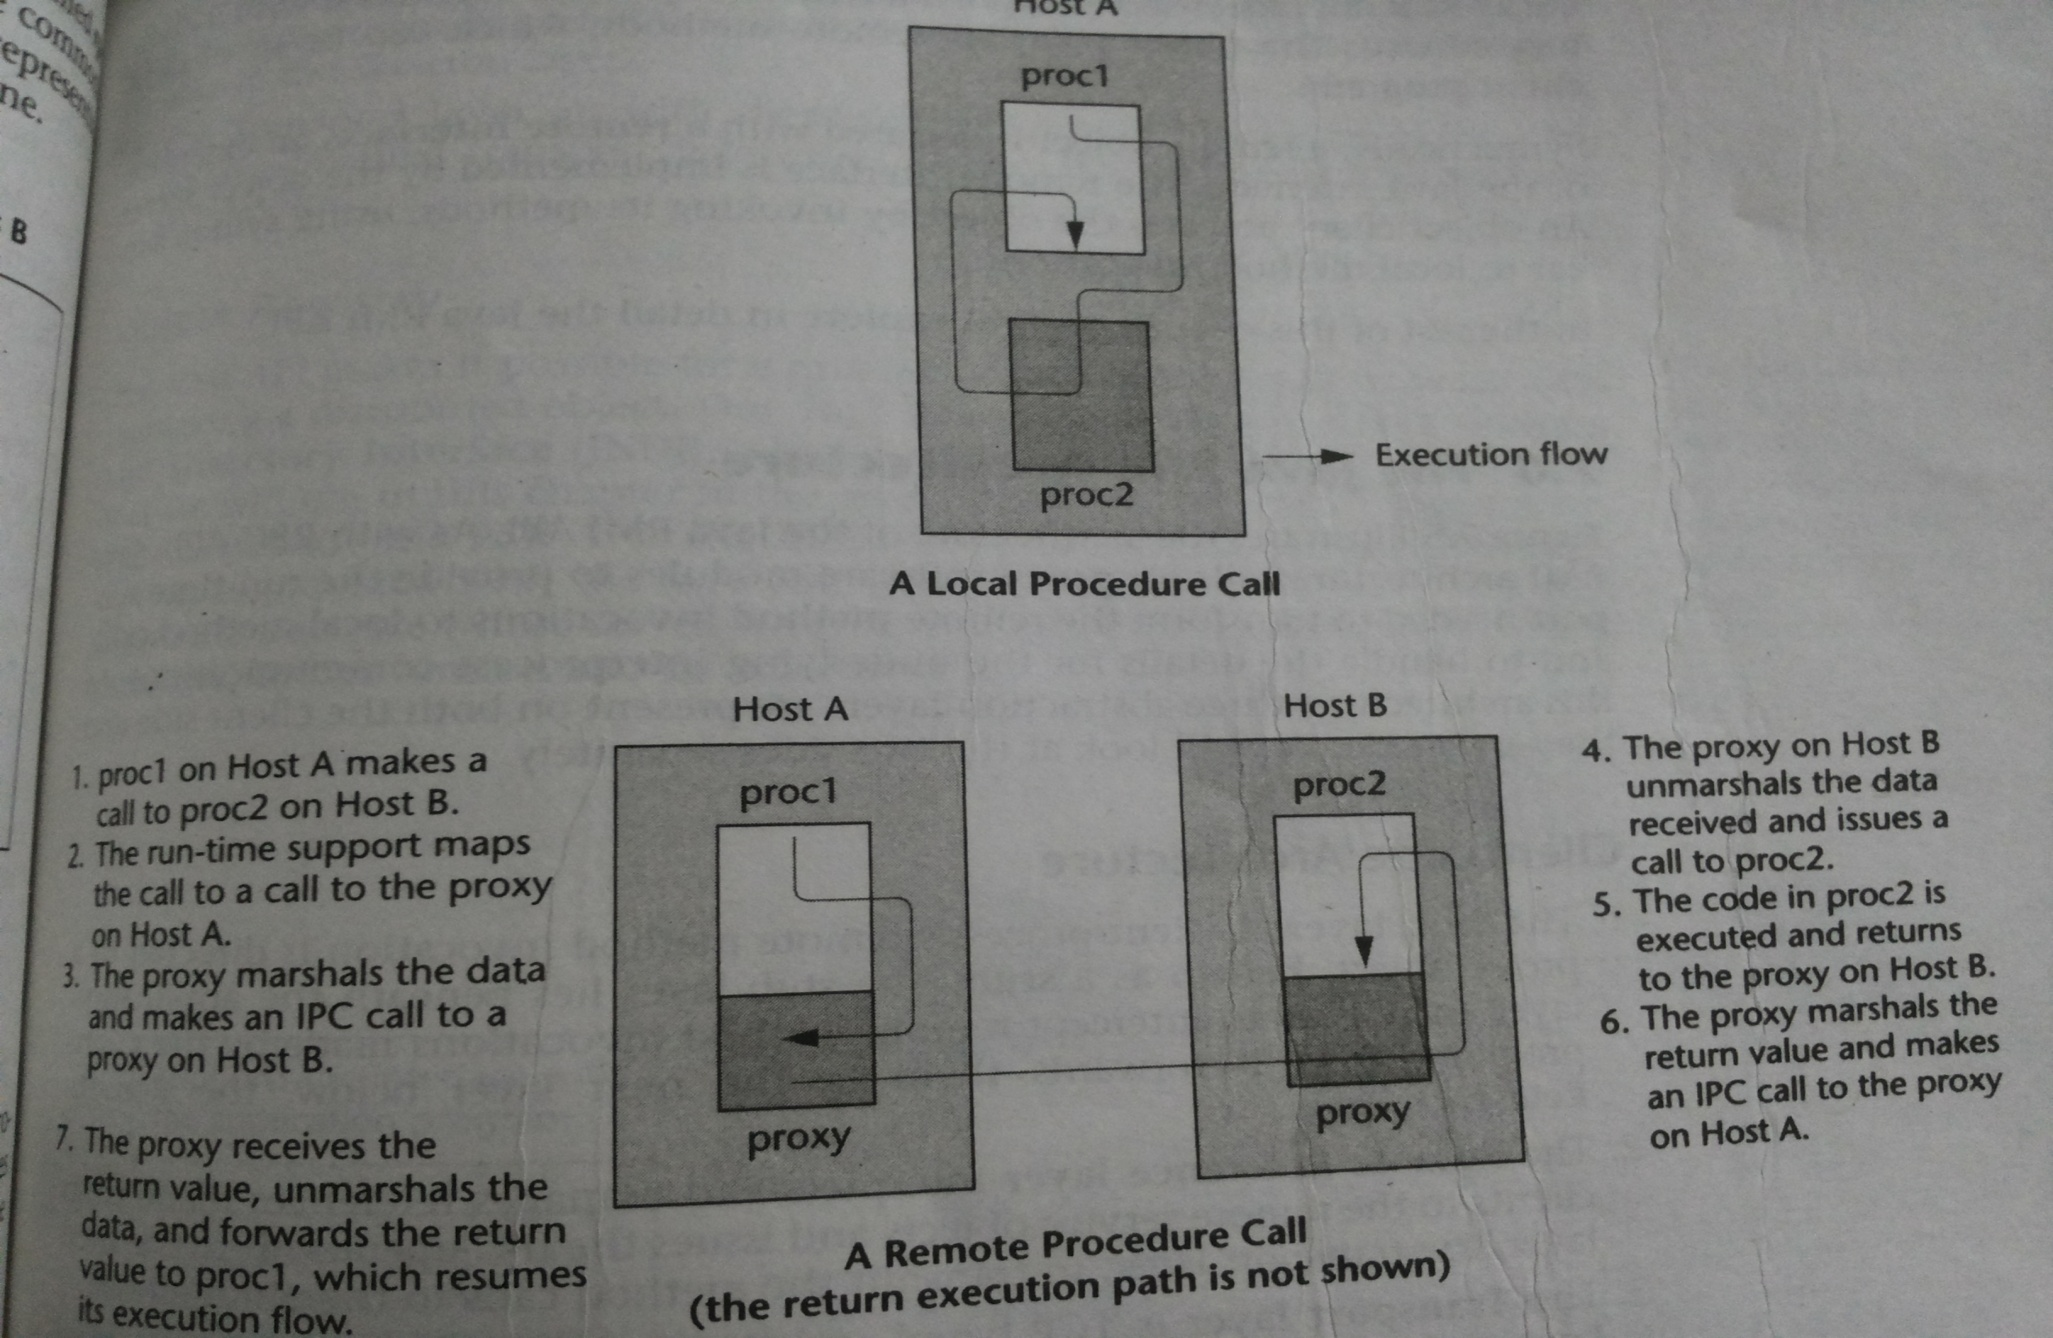 ne.
B
Host A
proc1
proc2
Execution flow
A Local Procedure Call
Host A
proc1
proxy
Host B
proc2
proxy
1. proc1 on Host A makes a
call to proc2 on Host B.
2. The run-time support maps
the call to a call to the proxy
on Host A.
3. The proxy marshals the data
and makes an IPC call to a
proxy on Host B.
4. The proxy on Host B
unmarshals the data
received and issues a
call to proc2.
5. The code in proc2 is
executed and returns
to the proxy on Host B.
6. The proxy marshals the
return value and makes
an IPC call to the proxy
on Host A.
7. The proxy receives the
return value, unmarshals the
data, and forwards the return
value to proc1, which resumes
its execution flow.
A Remote Procedure Call
(the return execution path is not shown)